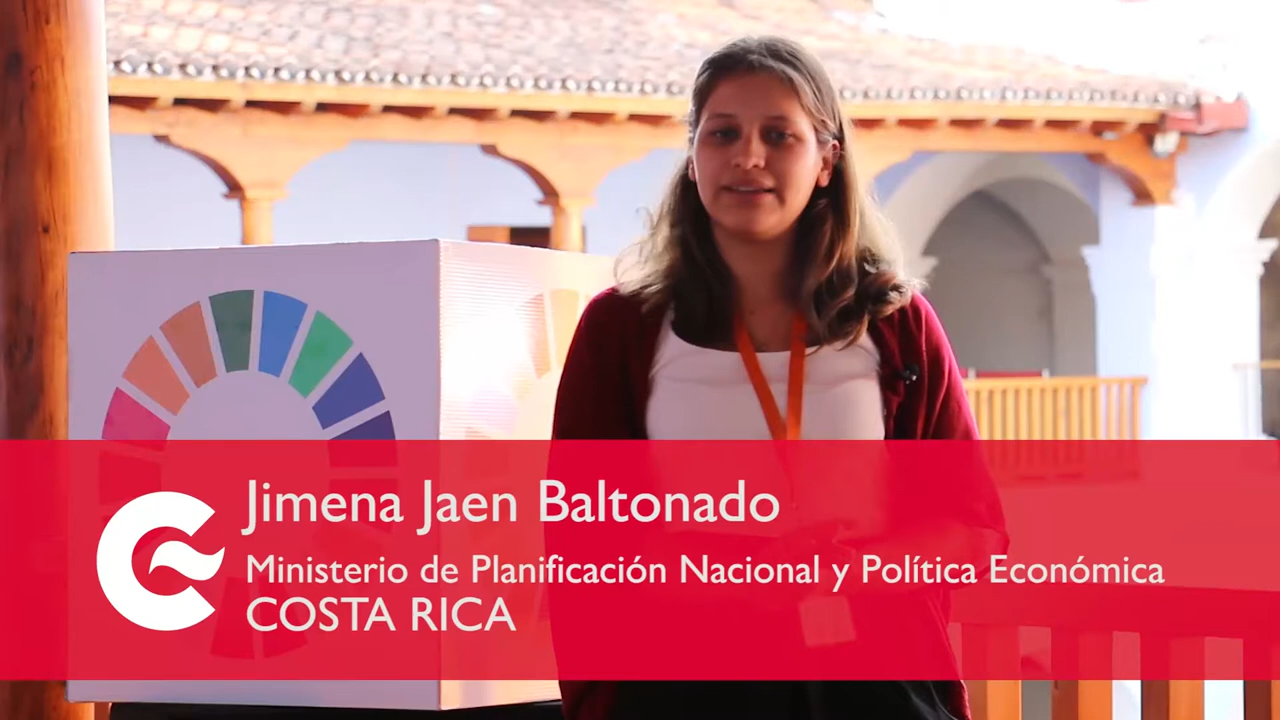 Jimena Jaen Baltonado
Ministerio de Planificación Nacional y Política Económica
COSTA RICA